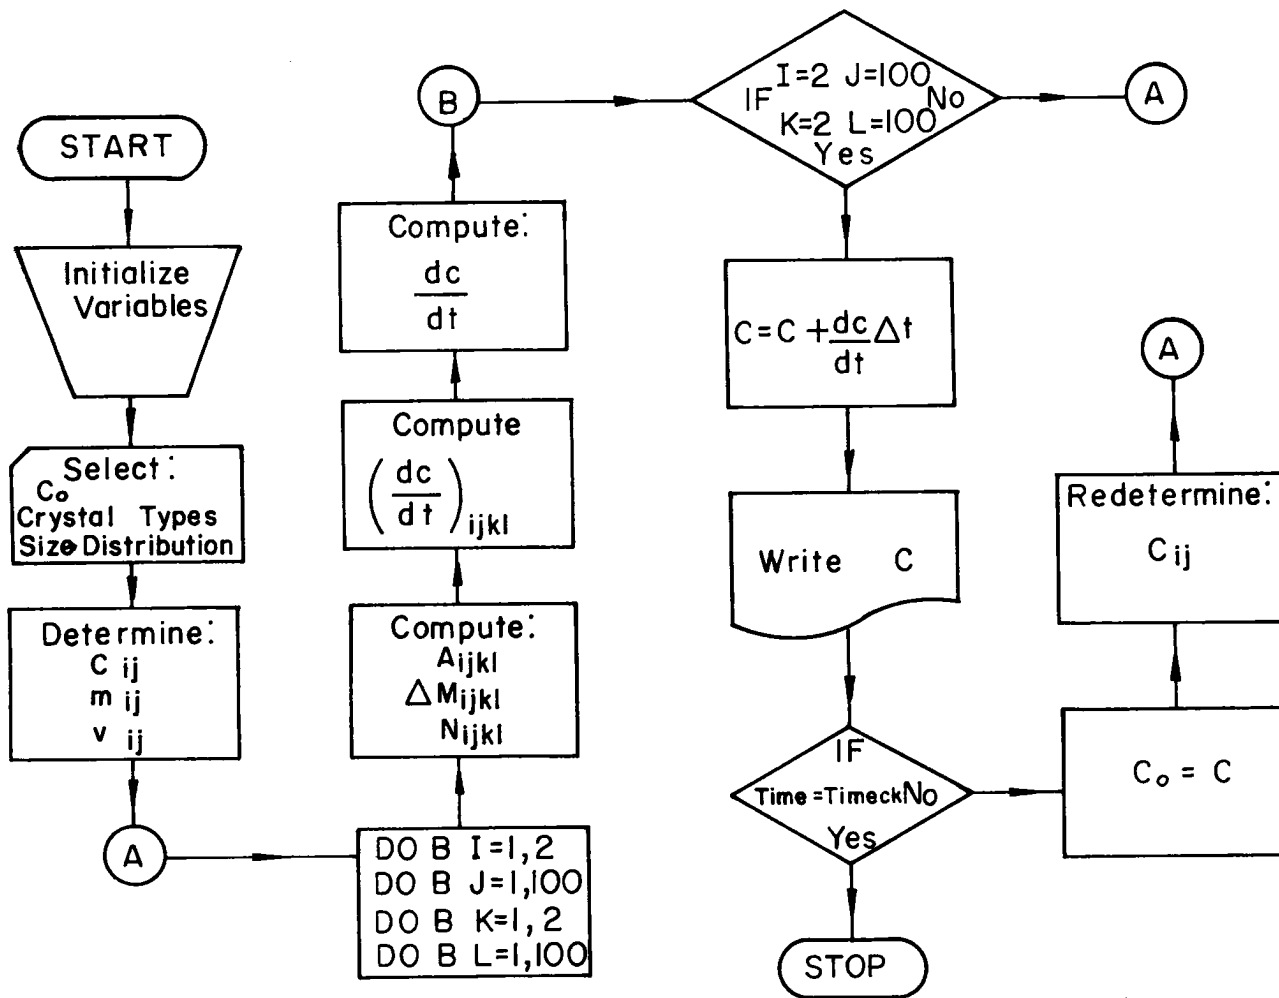 START
Initialize
Variables
Select:
Co
Crystal Types
Size Distribution
Determine:
C ij
m ij
v ij
A
DO B I=1,2
DO B J=1,100
DO B K=1,2
DO B L=1,100
Compute:
Aijkl
ΔMijkl
Nijkl
Compute
(dc/dt)ijkl
Compute:
dc
dt
B
I=2 J=100
IF No
K=2 L=100
Yes
A
C=C+dc/dt Δt
Write C
IF
Time=Timeck No
Yes
STOP
Co = C
Redetermine:
Cij
A